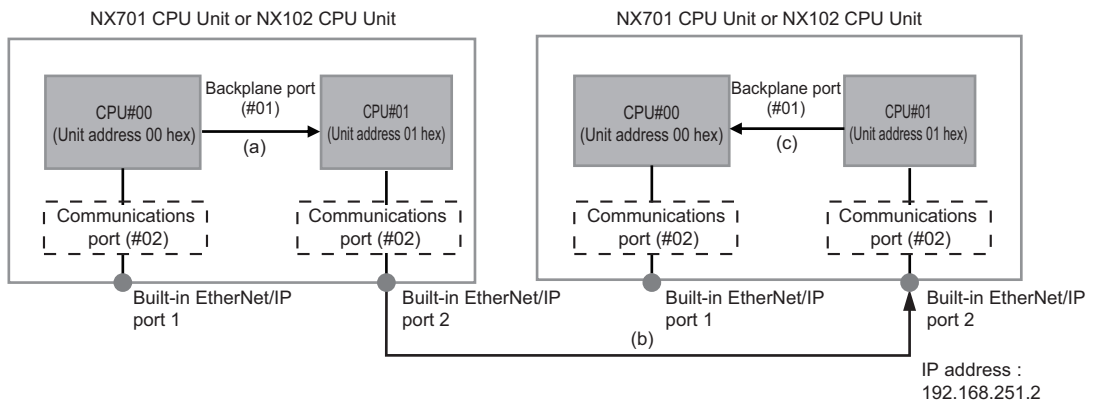 NX701 CPU Unit or NX102 CPU Unit
CPU#00
(Unit address 00 hex)
Backplane port
(#01)
(a)
CPU#01
(Unit address 01 hex)
Communications
port (#02)
Communications
port (#02)
Built-in EtherNet/IP
port 1
Built-in EtherNet/IP
port 2
NX701 CPU Unit or NX102 CPU Unit
CPU#00
(Unit address 00 hex)
Backplane port
(#01)
(c)
CPU#01
(Unit address 01 hex)
Communications
port (#02)
Communications
port (#02)
Built-in EtherNet/IP
port 1
Built-in EtherNet/IP
port 2
(b)
IP address :
192.168.251.2